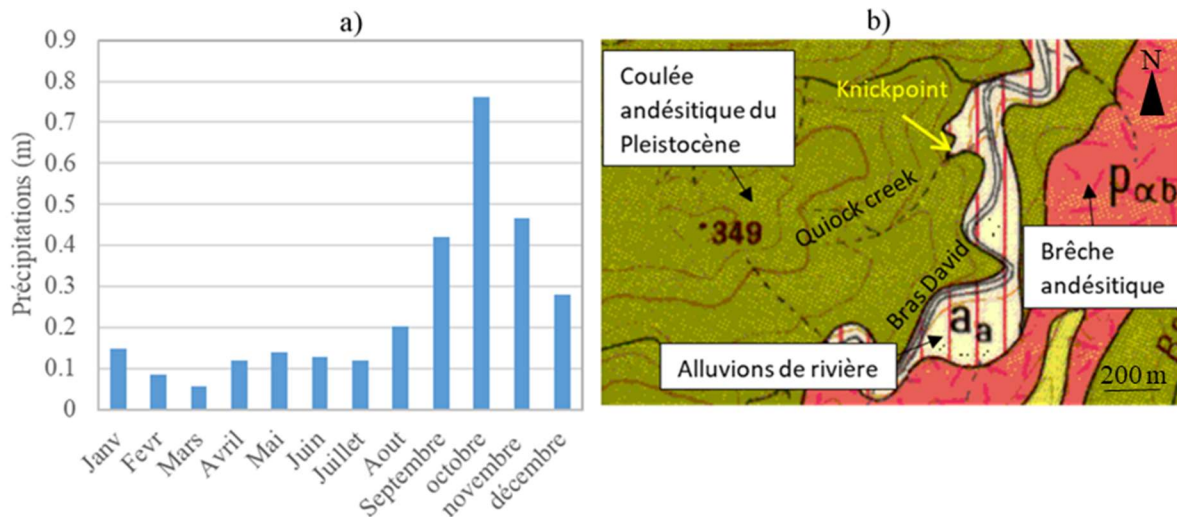 a)
Précipitations (m)
0.9
0.8
0.7
0.6
0.5
0.4
0.3
0.2
0.1
0
Janv
Fevr
Mars
Avril
Mai
Juin
Juillet
Aout
Septembre
octobre
novembre
décembre
b)
Coulée
andésitique du
Pleistocène
Knickpoint
N
Quiock creek
•349
pαb
Brêche
andésitique
Bras David
aa
Alluvions de rivière
200 m